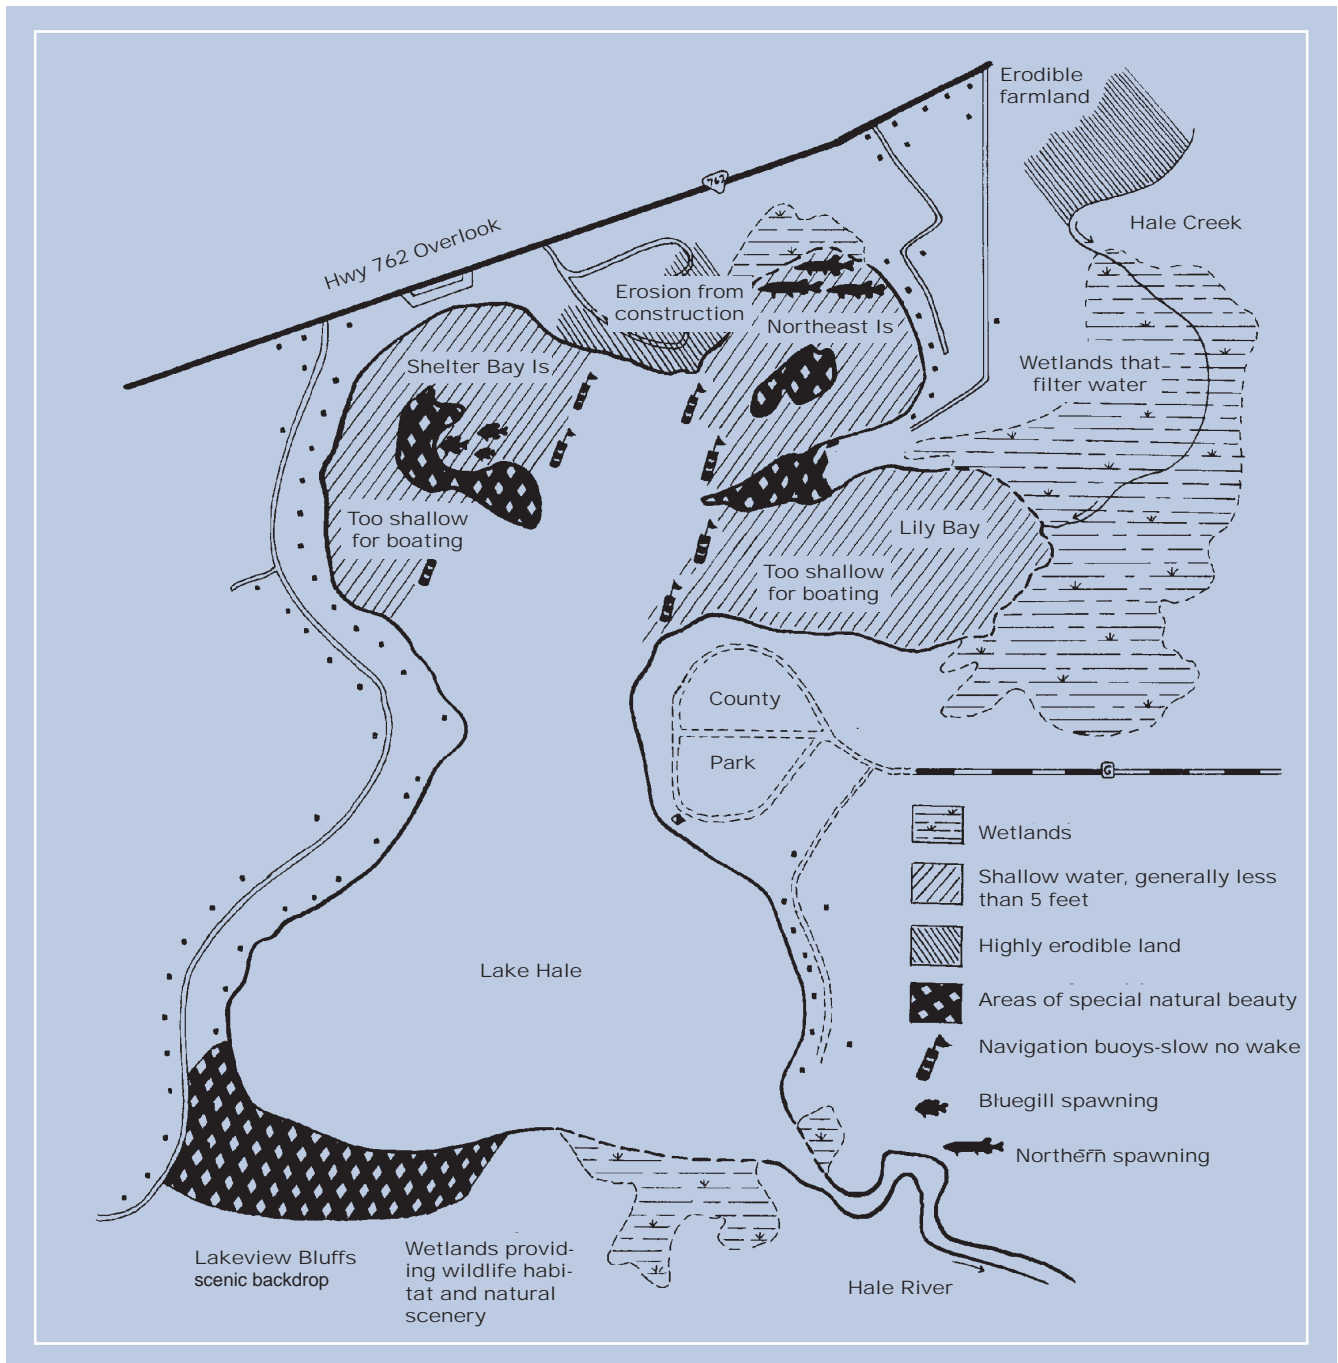 Erodible
farmland
762
Hale Creek
Hwy 762 Overlook
Erosion from
construction
Northeast Is
Shelter Bay Is
Wetlands that
filter water
Too shallow
for boating
Lily Bay
Too shallow
for boating
County
Park
G
Wetlands
Shallow water, generally less
than 5 feet
Highly erodible land
Lake Hale
Areas of special natural beauty
Navigation buoys-slow no wake
Bluegill spawning
Northern spawning
Lakeview Bluffs
scenic backdrop
Wetlands provid-
ing wildlife habi-
tat and natural
scenery
Hale River